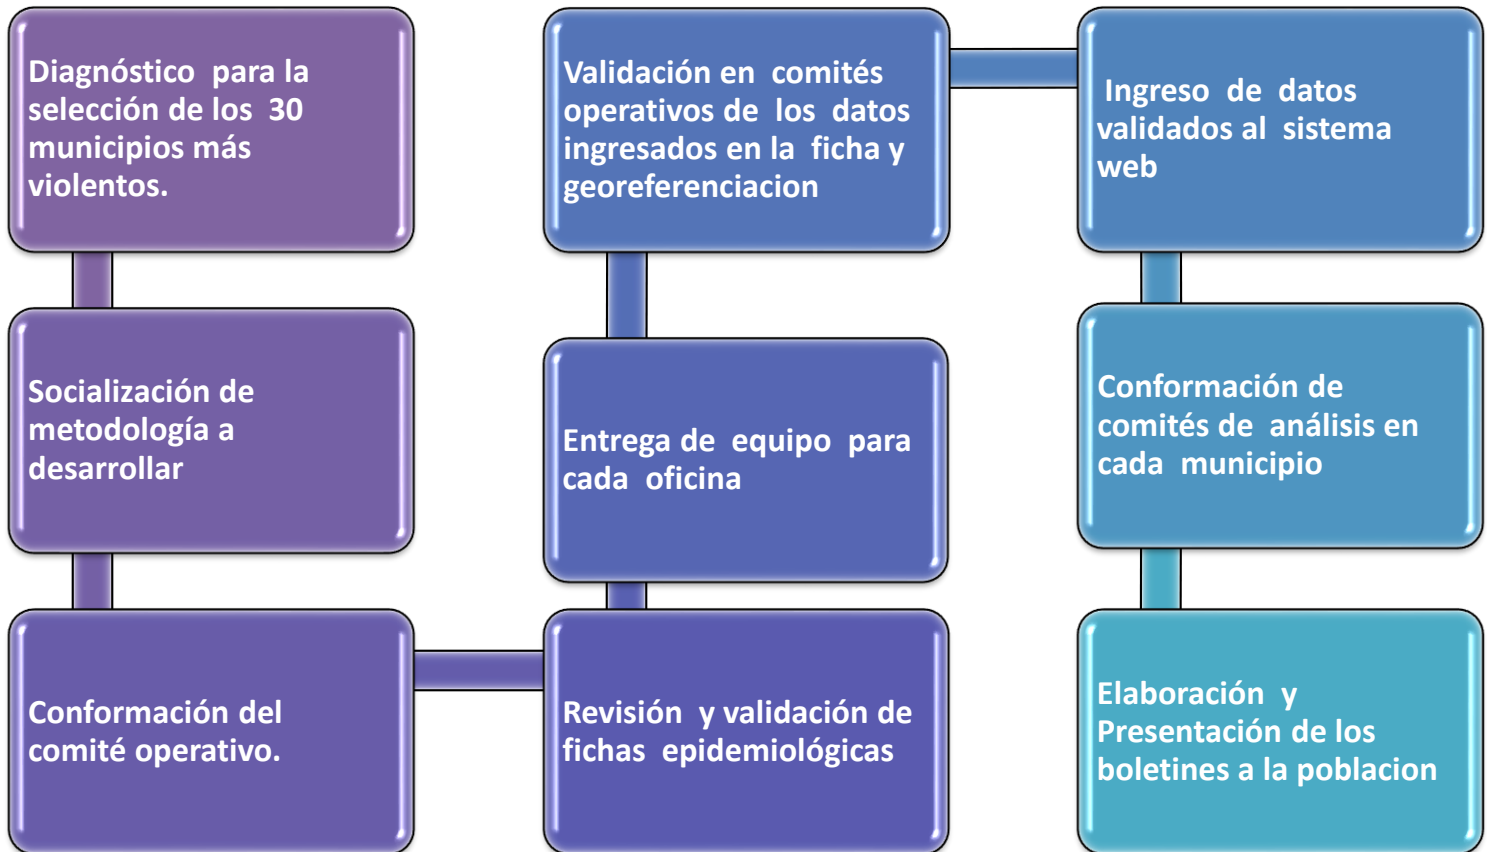 Diagnóstico para la
selección de los 30
municipios más
violentos.
Socialización de
metodología a
desarrollar
Conformación del
comité operativo.
Revisión y validación de
fichas epidemiológicas
Entrega de equipo para
cada oficina
Validación en comités
operativos de los datos
ingresados en la ficha y
georeferenciacion
Ingreso de datos
validados al sistema
web
Conformación de
comités de análisis en
cada municipio
Elaboración y
Presentación de los
boletines a la poblacion